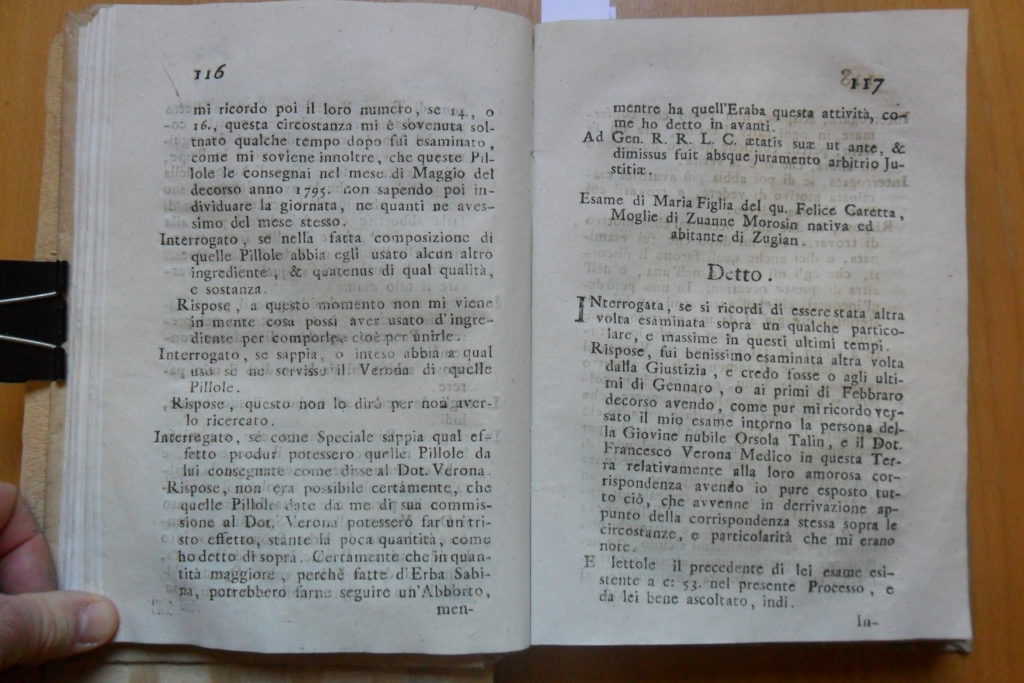 116
mi ricordo poi il loro numero, se 14., o
16., questa circostanza mi è sovenuta sol-
tnato qualche tempo dopo fui esaminato,
come mi soviene innoltre, che queste Pil-
lole le consegnai nel mese di Maggio del
decorso anno 1795. non sapendo poi in-
dividuare la giornata, ne quanti ne aves-
simo del mese stesso.
Interrogato, se nella fatta composizione di
quelle Pillole abbia egli usato alcun altro
ingrediente, & quatenus di qual qualità,
e sostanza.
Rispose, a questo momento non mi viene
in mente cosa possi aver usato d'ingre-
diente per comporle, cioè per unirle.
Interrogato, se sappia, o inteso abbia a qual
uso se ne servisse il Verona di quelle
Pillole.
Rispose, questo non lo dirò per non aver-
lo ricercato.
Interrogato, se come Speciale sappia qual ef-
fetto produr potessero quelle Pillole da
lui consegnate come disse al Dot. Verona.
Rispose, non era possibile certamente, che
quelle Pillole date da me di sua commis-
sione al Dot. Verona potessero far un tri-
sto effetto, stante la poca quantità, come
ho detto di sopra. Certamente che in quan-
tità maggiore, perchè fatte d'Erba Sabi-
na, potrebbero farne seguire un'Abborto,
men-
117
mentre ha quell'Eraba questa attività, co-
me ho detto in avanti.
Ad Gen. R. R. L. C. ætatis suæ ut ante, &
dimissus fuit absque juramento arbitrio Ju-
stitiæ.
Esame di Maria Figlia del qu. Felice Caretta,
Moglie di Zuanne Morosin nativa ed
abitante di Zugian.
Detto.
INterrogata, se si ricordi di essere stata altra
volta esaminata sopra un qualche partico-
lare, e massime in questi ultimi tempi.
Rispose, fui benissimo esaminata altra volta
dalla Giustizia, e credo fosse o agli ulti-
mi di Gennaro, o ai primi di Febbraro
decorso avendo, come pur mi ricordo ver-
sato il mio esame intorno la persona del-
la Giovine nubile Orsola Talin, e il Dot.
Francesco Verona Medico in questa Ter-
ra relativamente alla loro amorosa cor-
rispondenza avendo io pure esposto tut-
to ciò, che avvenne in derrivazione ap-
punto della corrispondenza stessa sopra le
circostanze, e particolarità che mi erano
note.
E lettole il precedente di lei esame esi-
stente a c: 53. nel presente Processo, e
da lei bene ascoltato, indi.
In-